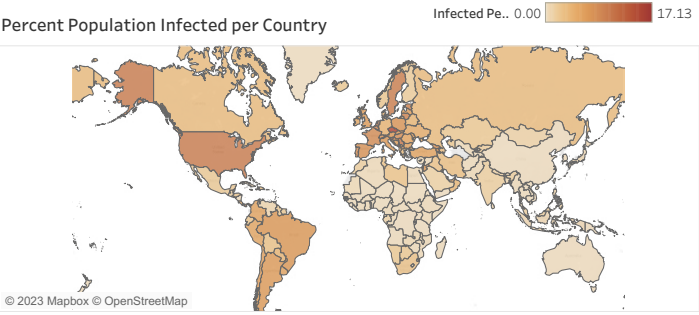 Infected Pe.. 0.00 17.13
Percent Population Infected per Country
© 2023 Mapbox © OpenStreetMap